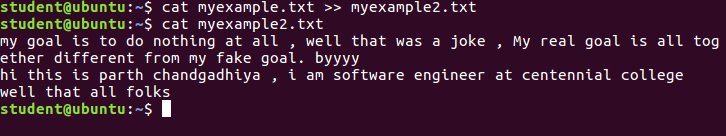 student@ubuntu:~$ cat myexample.txt >> myexample2.txt
student@ubuntu:~$ cat myexample2.txt
my goal is to do nothing at all , well that was a joke , My real goal is all tog
ether different from my fake goal. byyyy
hi this is parth chandgadhiya , i am software engineer at centennial college
well that all folks
student@ubuntu:~$